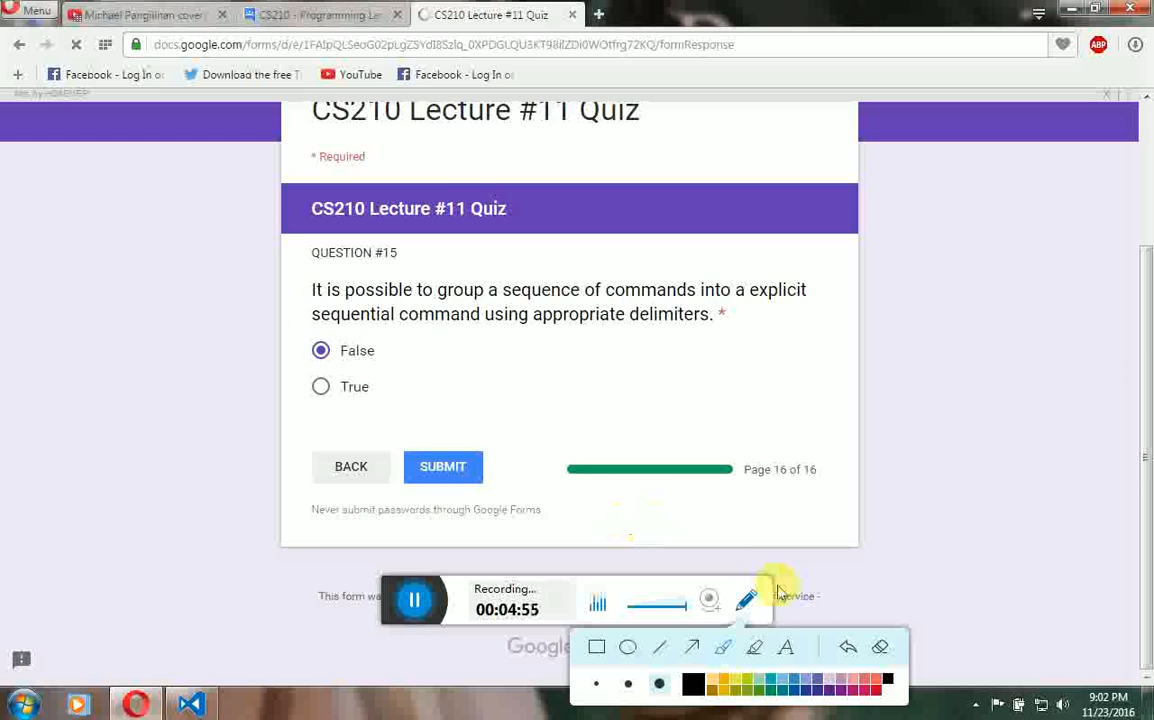 Menu
Michael Pangilinan cover
CS210 - Programming Le
CS210 Lecture #11 Quiz
docs.google.com/forms/d/e/
/formResponse
ABP
Facebook - Log In o
Download the free T
YouTube
Facebook - Log In o
CS210 Lecture #11 Quiz
* Required
CS210 Lecture #11 Quiz
QUESTION #15
It is possible to group a sequence of commands into a explicit
sequential command using appropriate delimiters. *
False
True
BACK
SUBMIT
Page 16 of 16
Never submit passwords through Google Forms
Recording...
00:04:55
This form wa
service -
Google
A
9:02 PM
11/23/2016